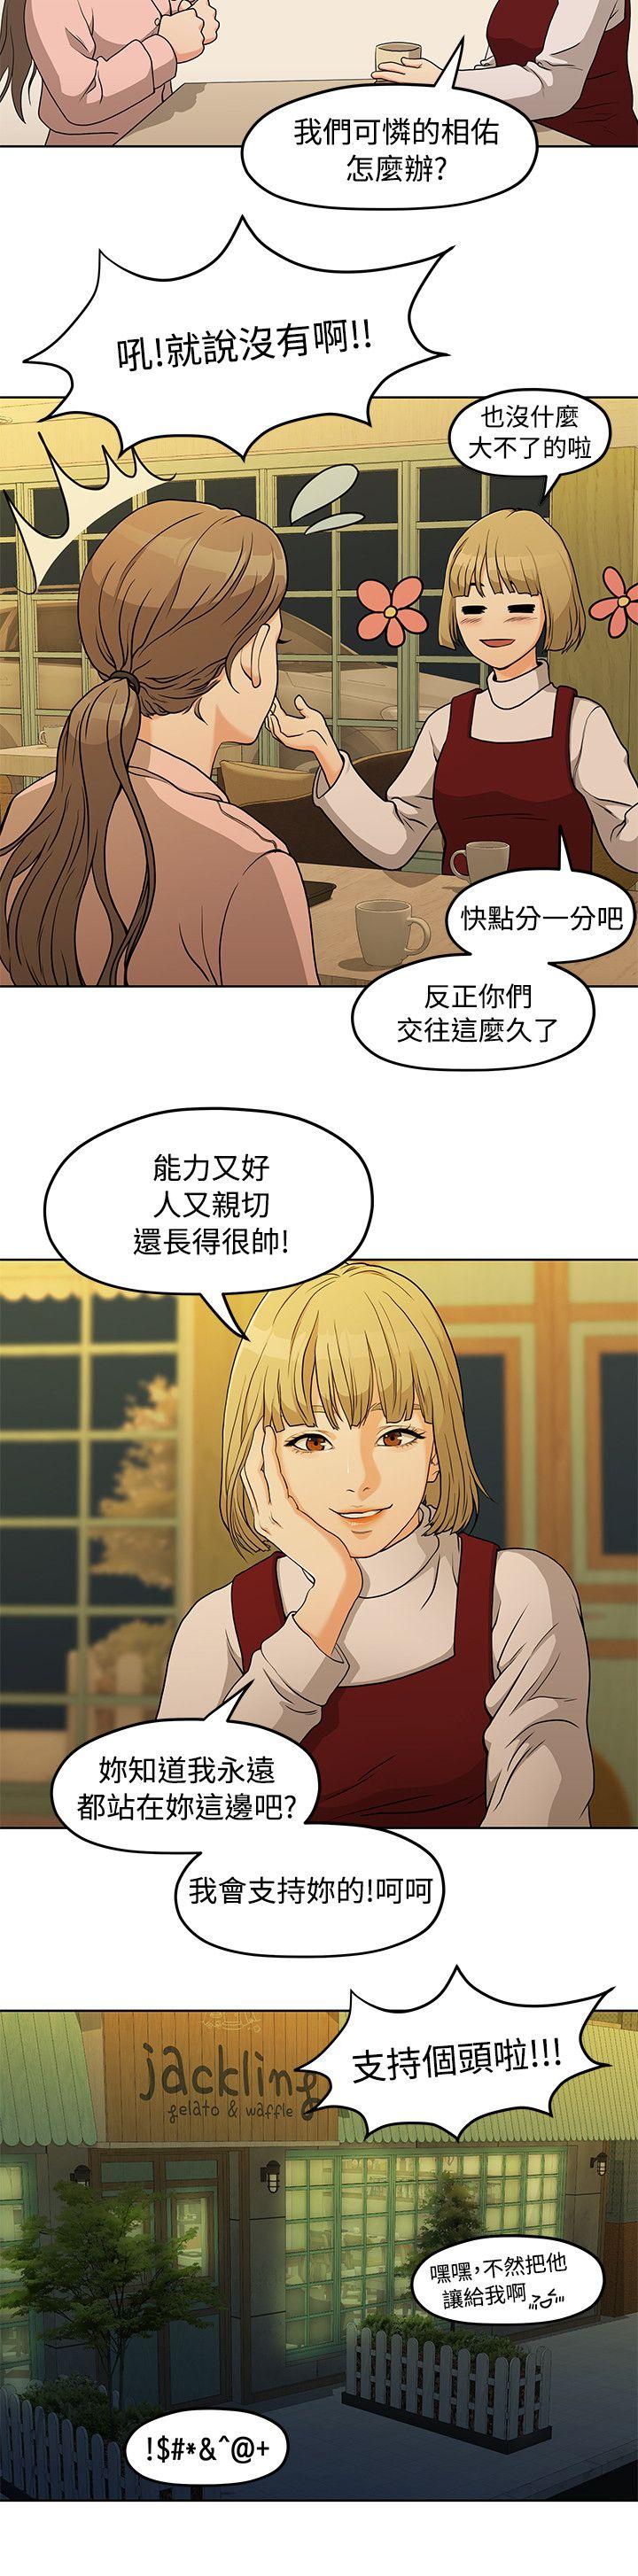 我們可憐的相佑
怎麼辦?
吼!就說沒有啊!!
也沒什麼
大不了的啦
快點分一分吧
反正你們
交往這麼久了
能力又好
人又親切
還長得很帥!
妳知道我永遠
都站在妳這邊吧?
我會支持妳的!呵呵
支持個頭啦!!!
jackling
gelato & waffle
嘿嘿,不然把他
讓給我啊
!$#*&^@+